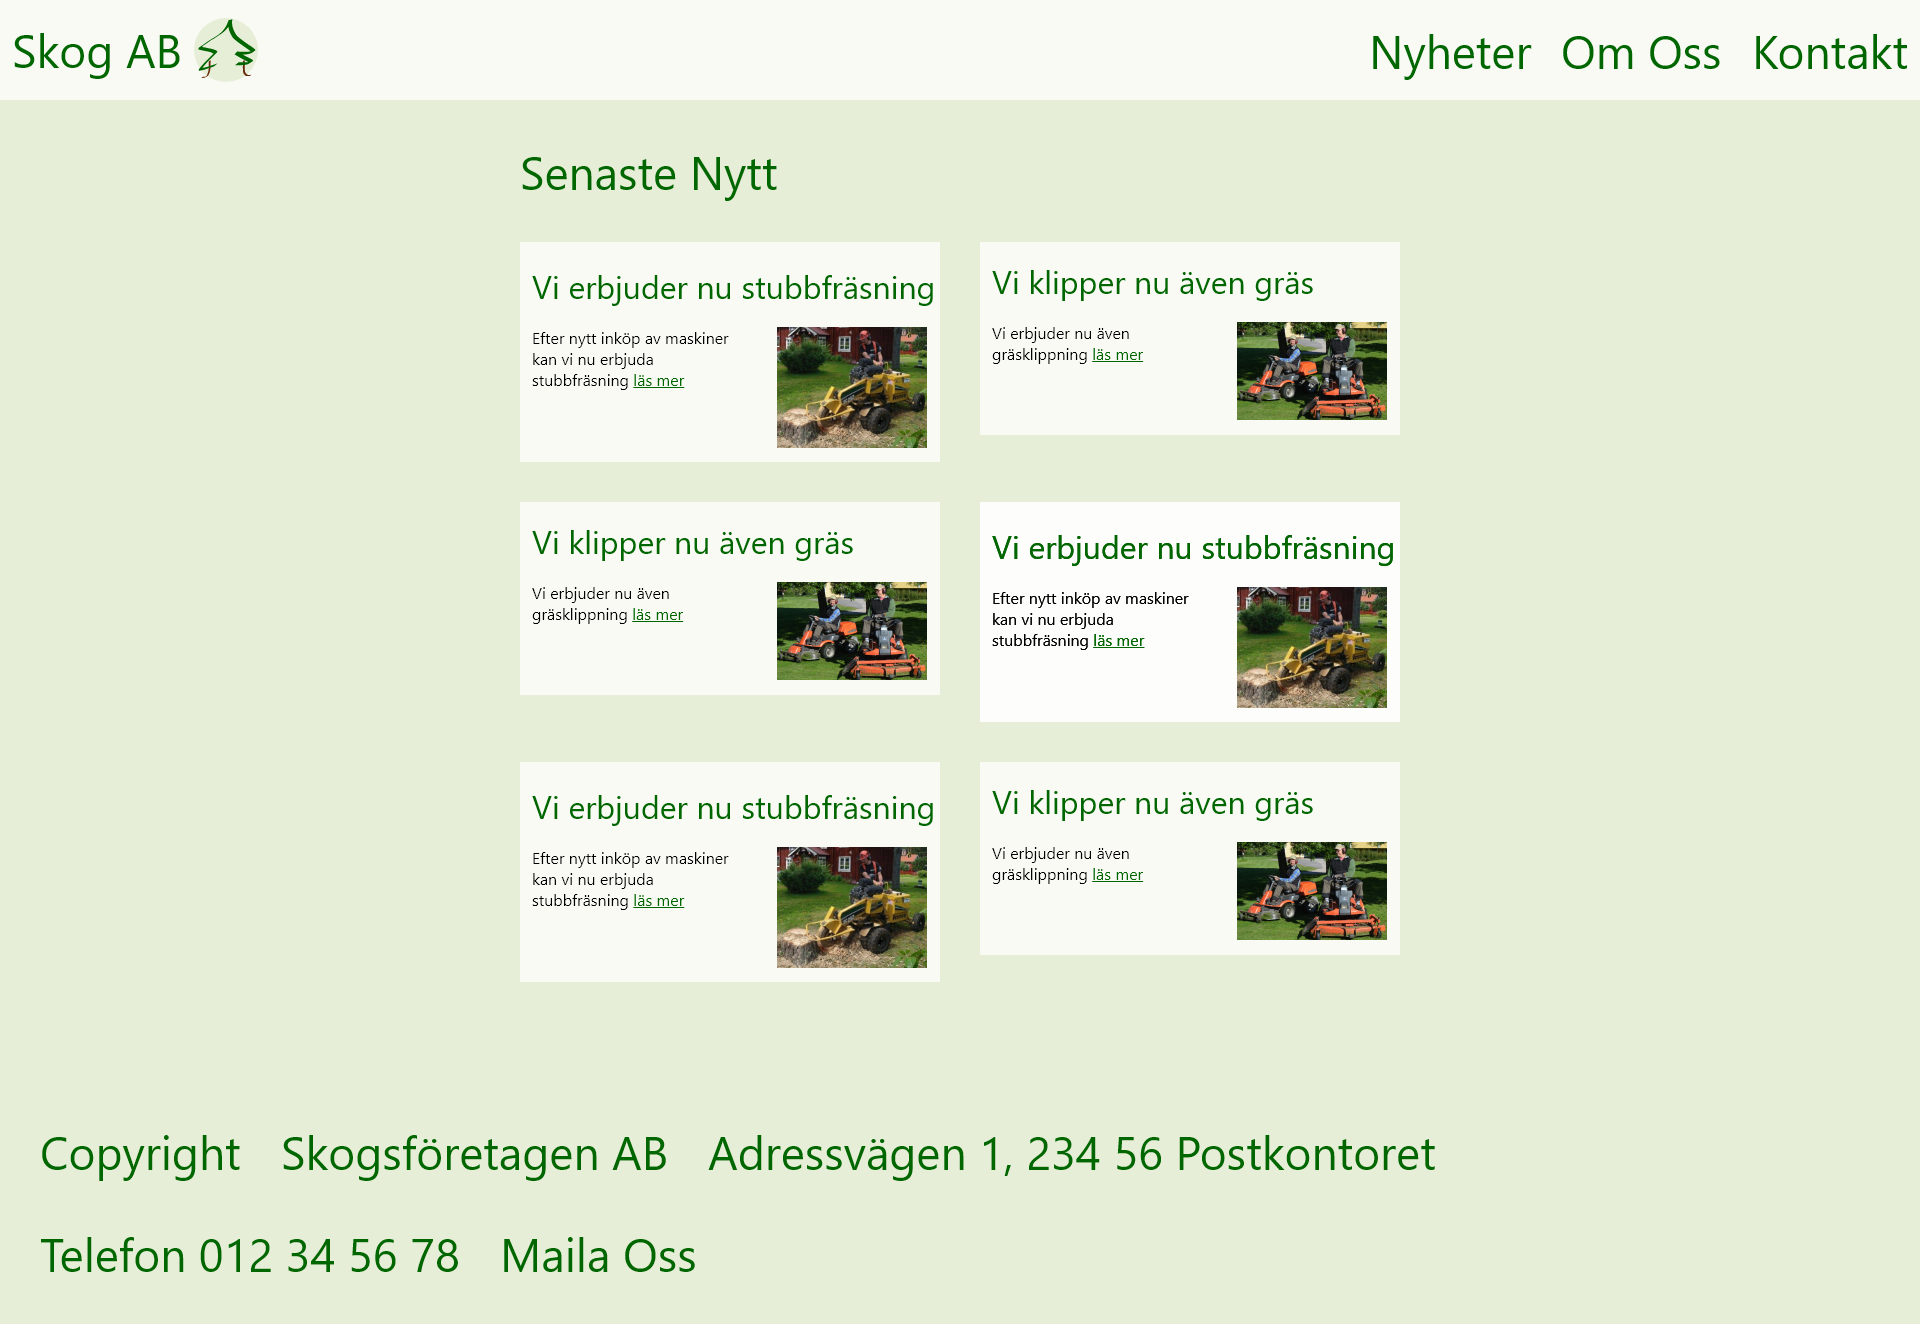 Skog AB
Nyheter Om Oss Kontakt
Senaste Nytt
Vi erbjuder nu stubbfräsning
Efter nytt inköp av maskiner
kan vi nu erbjuda
stubbfräsning läs mer
Vi klipper nu även gräs
Vi erbjuder nu även
gräsklippning läs mer
Vi klipper nu även gräs
Vi erbjuder nu även
gräsklippning läs mer
Vi erbjuder nu stubbfräsning
Efter nytt inköp av maskiner
kan vi nu erbjuda
stubbfräsning läs mer
Vi erbjuder nu stubbfräsning
Efter nytt inköp av maskiner
kan vi nu erbjuda
stubbfräsning läs mer
Vi klipper nu även gräs
Vi erbjuder nu även
gräsklippning läs mer
Copyright Skogsföretagen AB Adressvägen 1, 234 56 Postkontoret
Telefon 012 34 56 78 Maila Oss